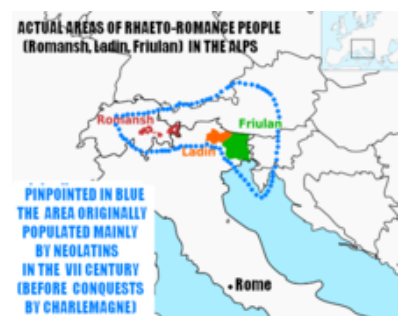 ACTUAL AREAS OF RHAETO-ROMANCE PEOPLE
(Romansh, Ladin, Friulan) IN THE ALPS
Romansh
Friulan
Ladin
PINPOINTED IN BLUE
THE AREA ORIGINALLY
POPULATED MAINLY
BY NEOLATINS
IN THE VII CENTURY
(BEFORE CONQUESTS
BY CHARLEMAGNE)
Rome